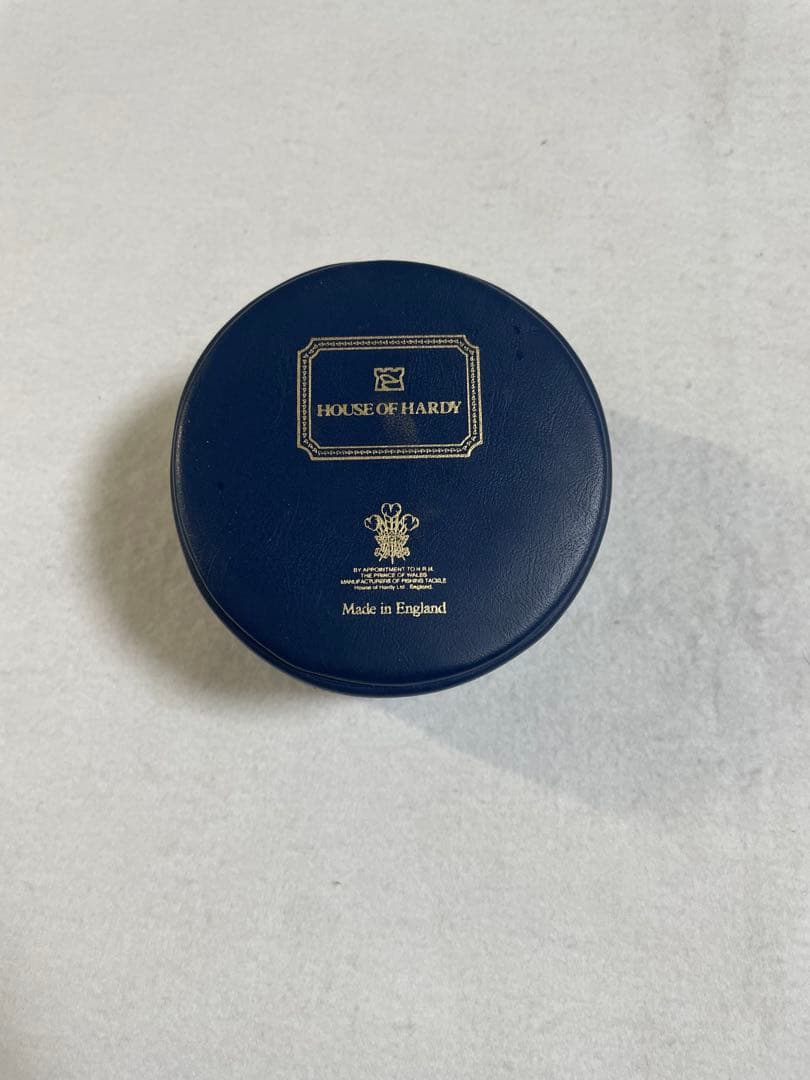 HOUSE OF HARDY
BY APPOINTMENT TO H.R.H.
THE PRINCE OF WALES
MANUFACTURERS OF FISHING TACKLE
House of Hardy Ltd. England.
Made in England